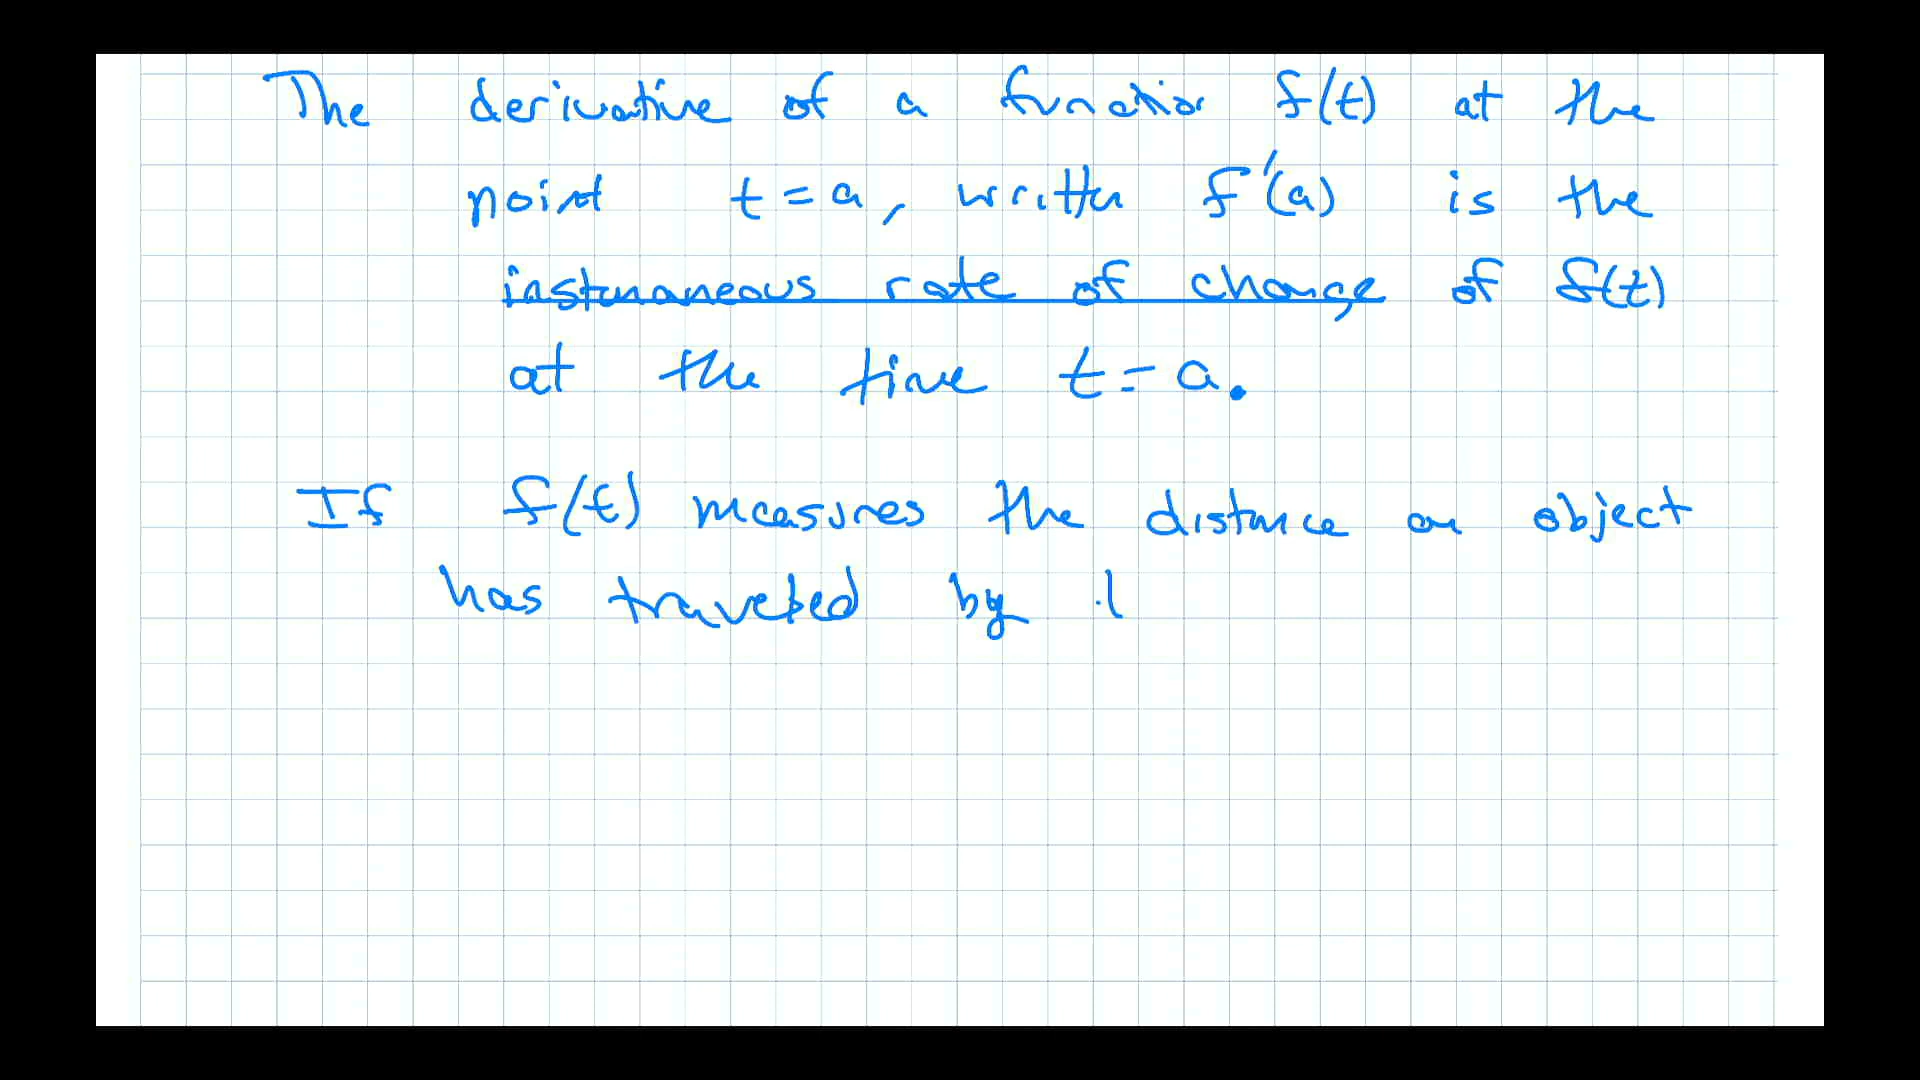 The derivative of a function f(t) at the
point t = a, written f'(a) is the
instananeous rate of change of f(t)
at the time t = a.
If f(t) measures the distance an object
has traveled by